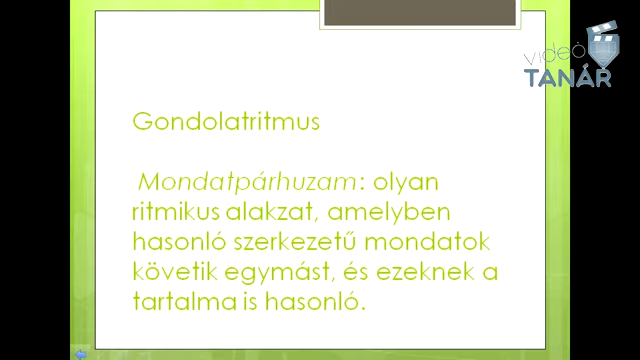 videó
TANÁR
Gondolatritmus
Mondatpárhuzam: olyan
ritmikus alakzat, amelyben
hasonló szerkezetű mondatok
követik egymást, és ezeknek a
tartalma is hasonló.